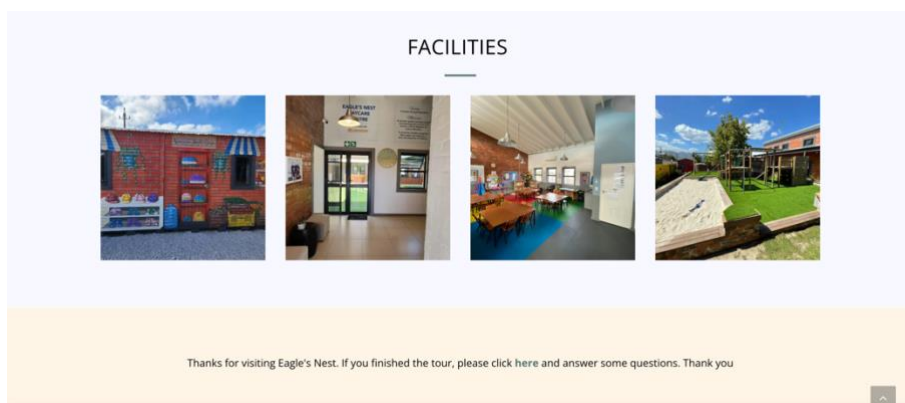 FACILITIES
EAGLE'S NEST
Thanks for visiting Eagle's Nest. If you finished the tour, please click here and answer some questions. Thank you